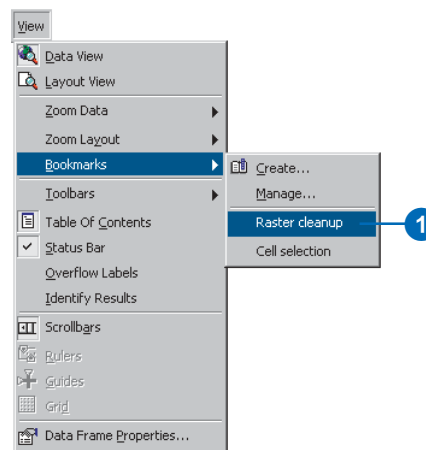 View
Data View
Layout View
Zoom Data
Zoom Layout
Bookmarks
Toolbars
Table Of Contents
Status Bar
Overflow Labels
Identify Results
Scrollbars
Rulers
Guides
Grid
Data Frame Properties...
Create...
Manage...
Raster cleanup
Cell selection
1